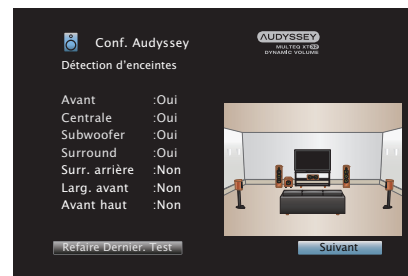 Conf. Audyssey
AUDYSSEY
MULTEQ XT32
DYNAMIC VOLUME
Détection d'enceintes
Avant :Oui
Centrale :Oui
Subwoofer :Oui
Surround :Oui
Surr. arrière :Non
Larg. avant :Non
Avant haut :Non
Refaire Dernier. Test
Suivant